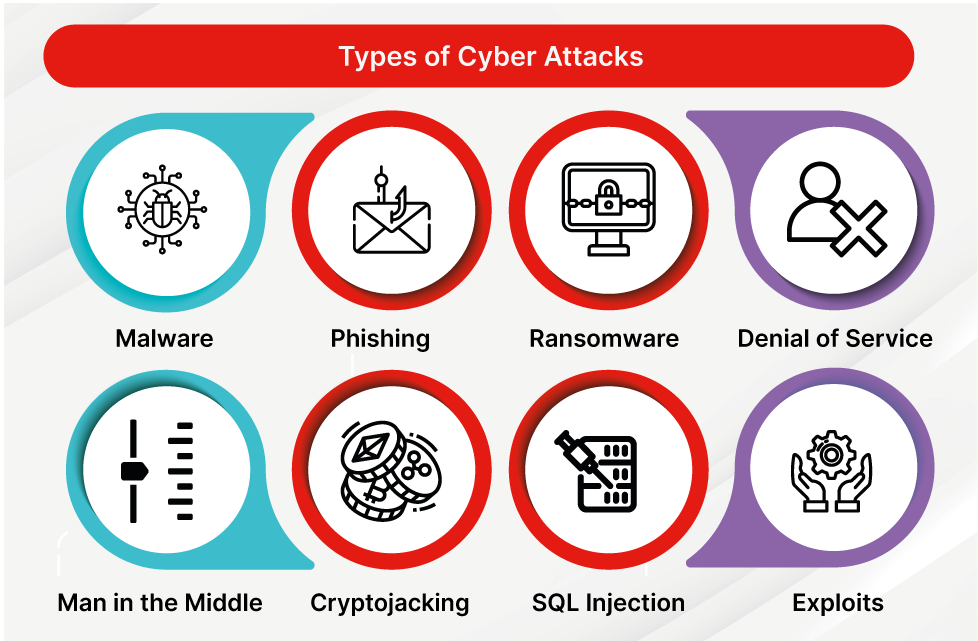 Types of Cyber Attacks
Malware
Phishing
Ransomware
Denial of Service
Man in the Middle
Cryptojacking
SQL Injection
Exploits